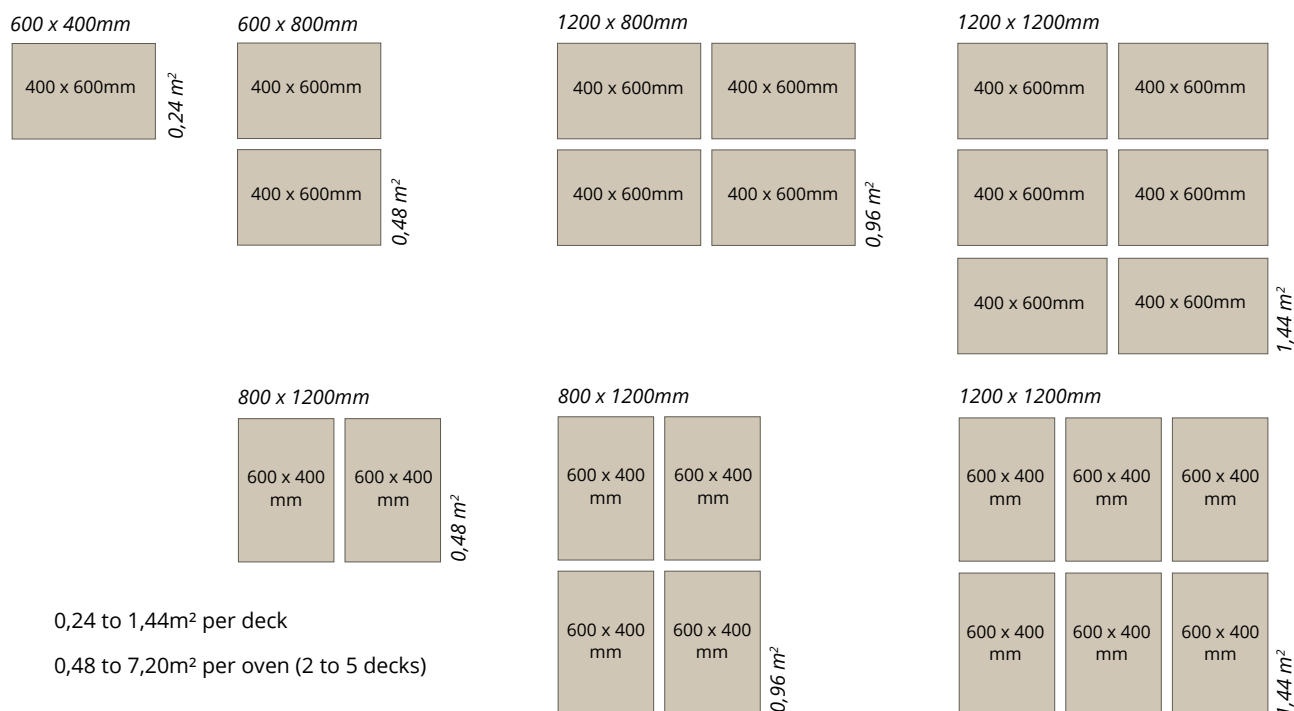 600 x 400mm
400 x 600mm
0,24 m²
600 x 800mm
400 x 600mm
400 x 600mm
0,48 m²
1200 x 800mm
400 x 600mm
400 x 600mm
400 x 600mm
400 x 600mm
0,96 m²
1200 x 1200mm
400 x 600mm
400 x 600mm
400 x 600mm
400 x 600mm
400 x 600mm
400 x 600mm
1,44 m²
800 x 1200mm
600 x 400
mm
600 x 400
mm
0,48 m²
800 x 1200mm
600 x 400
mm
600 x 400
mm
600 x 400
mm
600 x 400
mm
0,96 m²
1200 x 1200mm
600 x 400
mm
600 x 400
mm
600 x 400
mm
600 x 400
mm
600 x 400
mm
600 x 400
mm
1,44 m²
0,24 to 1,44m² per deck
0,48 to 7,20m² per oven (2 to 5 decks)